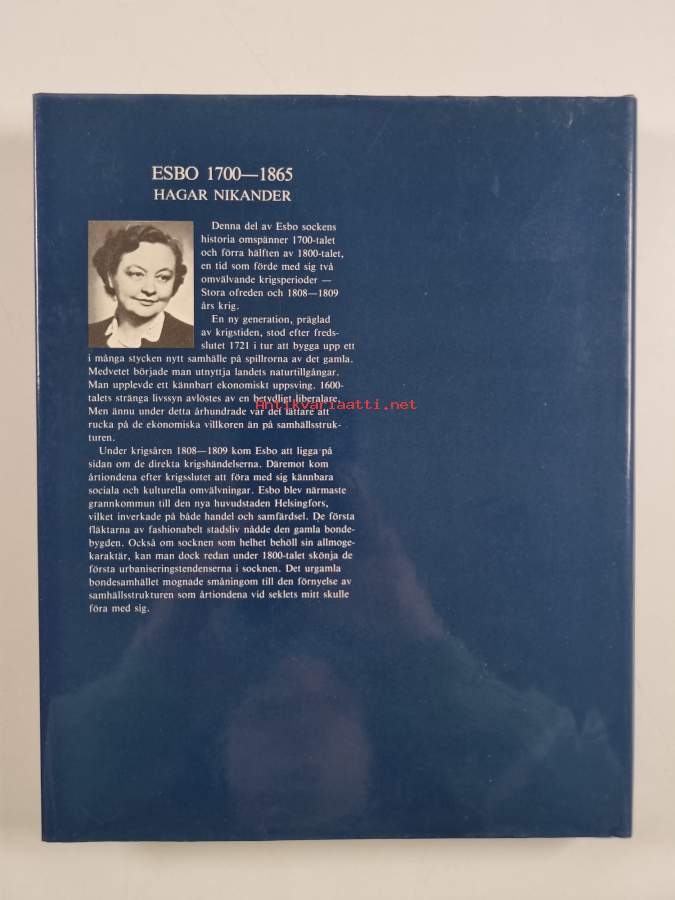 ESBO 1700—1865
HAGAR NIKANDER
Denna del av Esbo sockens
historia omspänner 1700-talet
och förra hälften av 1800-talet,
en tid som förde med sig två
omvälvande krigsperioder —
Stora ofreden och 1808—1809
års krig.
En ny generation, präglad
av krigstiden, stod efter freds-
slutet 1721 i tur att bygga upp ett
i många stycken nytt samhälle på spillrorna av det gamla.
Medvetet började man utnyttja landets naturtillgångar.
Man upplevde ett kännbart ekonomiskt uppsving. 1600-
talets stränga livssyn avlöstes av en betydligt liberalare.
Antikvariaatti.net
Men ännu under detta århundrade var det lättare att
rucka på de ekonomiska villkoren än på samhällsstruk-
turen.
Under krigsåren 1808—1809 kom Esbo att ligga på
sidan om de direkta krigshändelserna. Däremot kom
årtiondena efter krigsslutet att föra med sig kännbara
sociala och kulturella omvälvningar. Esbo blev närmaste
grannkommun till den nya huvudstaden Helsingfors,
vilket inverkade på både handel och samfärdsel. De första
fläktarna av fashionabelt stadsliv nådde den gamla bonde-
bygden. Också om socknen som helhet behöll sin allmoge-
karaktär, kan man dock redan under 1800-talet skönja de
första urbaniseringstendenserna i socknen. Det urgamla
bondesamhället mognade småningom till den förnyelse av
samhällsstrukturen som årtiondena vid seklets mitt skulle
föra med sig.